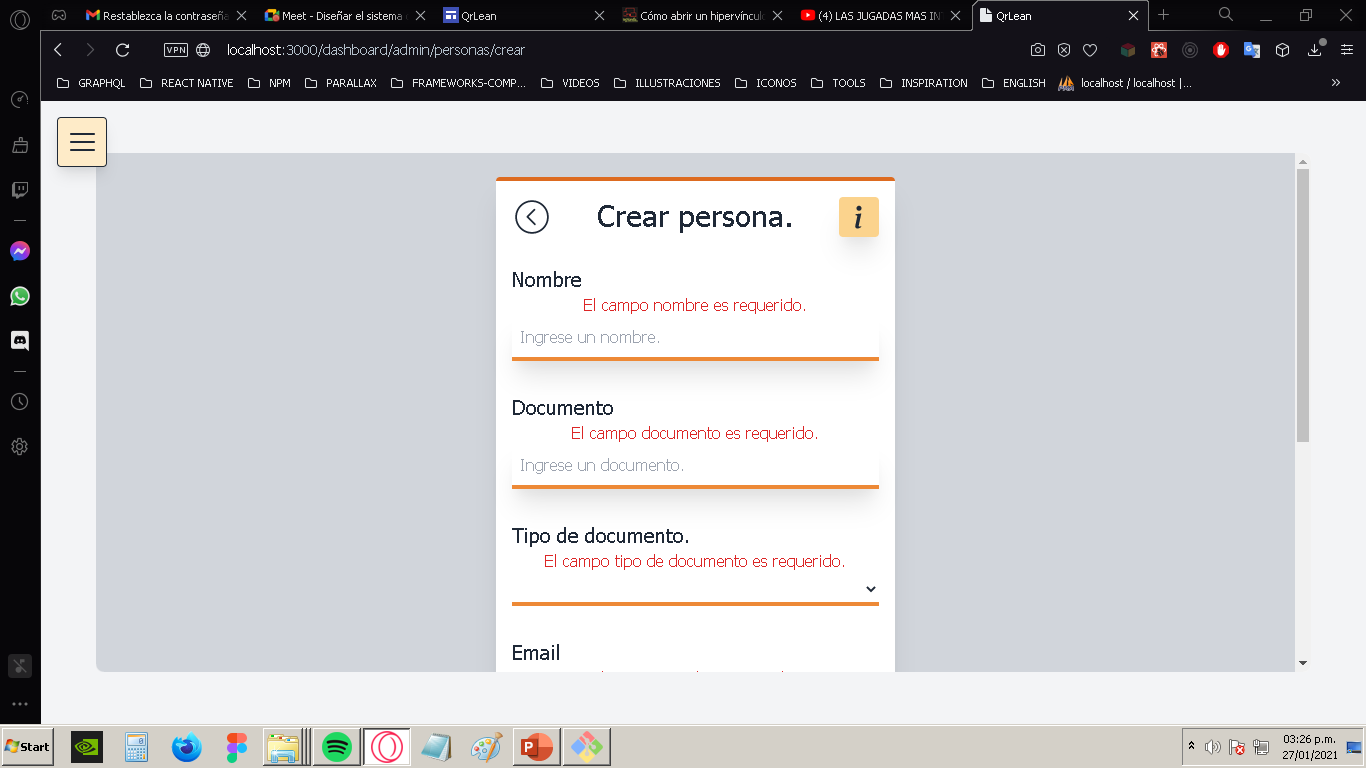 Restablezca la contraseña
Meet - Diseñar el sistema
QrLean
Cómo abrir un hipervínculo
(4) LAS JUGADAS MAS IN
QrLean
VPN
localhost:3000/dashboard/admin/personas/crear
GRAPHQL
REACT NATIVE
NPM
PARALLAX
FRAMEWORKS-COMP...
VIDEOS
ILLUSTRACIONES
ICONOS
TOOLS
INSPIRATION
ENGLISH
localhost / localhost |...
»
Crear persona.
i
Nombre
El campo nombre es requerido.
Ingrese un nombre.
Documento
El campo documento es requerido.
Ingrese un documento.
Tipo de documento.
El campo tipo de documento es requerido.
Email
Start
03:26 p.m.
27/01/2021